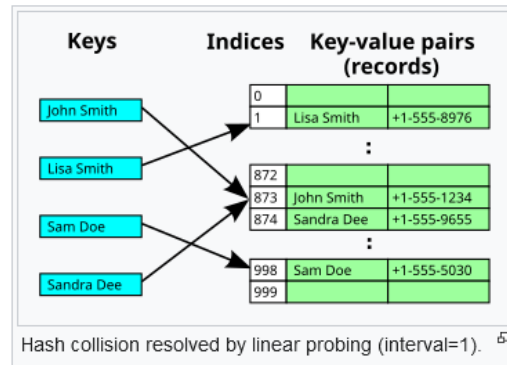 Keys Indices Key-value pairs
(records)
John Smith
Lisa Smith
Sam Doe
Sandra Dee
0
1 Lisa Smith +1-555-8976
:
872
873 John Smith +1-555-1234
874 Sandra Dee +1-555-9655
:
998 Sam Doe +1-555-5030
999
Hash collision resolved by linear probing (interval=1).